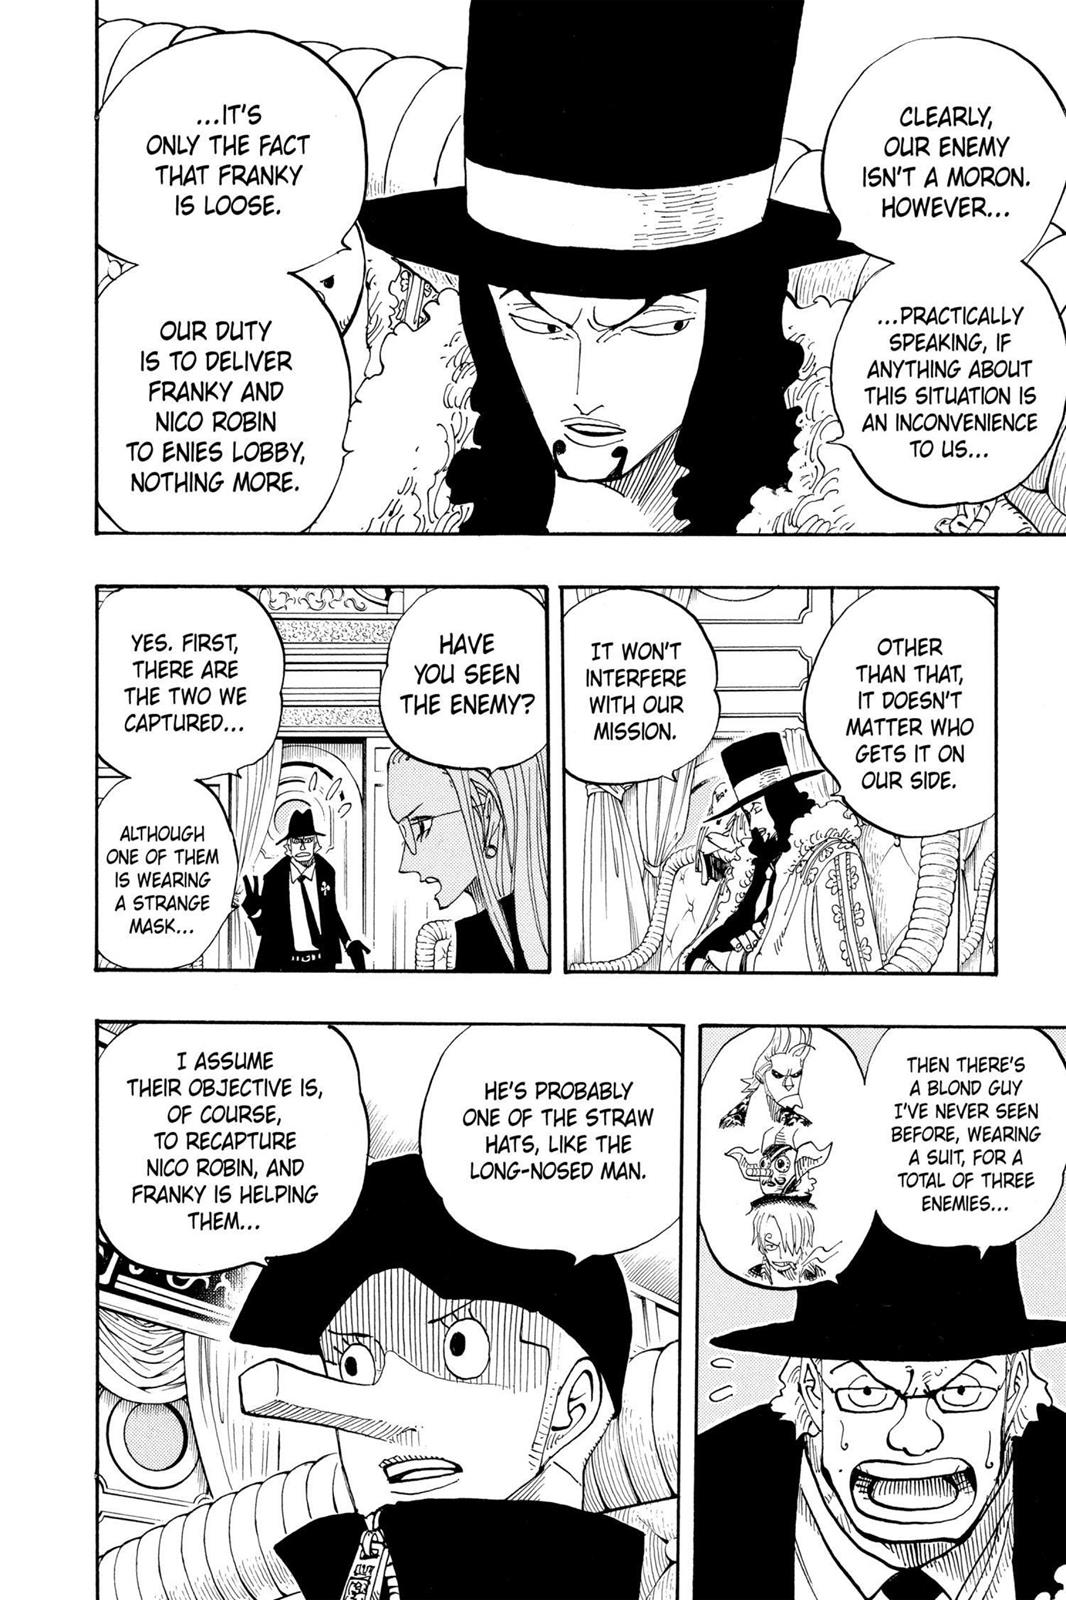 CLEARLY,
OUR ENEMY
ISN'T A MORON.
HOWEVER...
...PRACTICALLY
SPEAKING, IF
ANYTHING ABOUT
THIS SITUATION IS
AN INCONVENIENCE
TO US...
...IT'S
ONLY THE FACT
THAT FRANKY
IS LOOSE.
OUR DUTY
IS TO DELIVER
FRANKY AND
NICO ROBIN
TO ENIES LOBBY,
NOTHING MORE.
OTHER
THAN THAT,
IT DOESN'T
MATTER WHO
GETS IT ON
OUR SIDE.
IT WON'T
INTERFERE
WITH OUR
MISSION.
HAVE
YOU SEEN
THE ENEMY?
YES. FIRST,
THERE ARE
THE TWO WE
CAPTURED...
ALTHOUGH
ONE OF THEM
IS WEARING
A STRANGE
MASK...
THEN THERE'S
A BLOND GUY
I'VE NEVER SEEN
BEFORE, WEARING
A SUIT, FOR A
TOTAL OF THREE
ENEMIES...
HE'S PROBABLY
ONE OF THE STRAW
HATS, LIKE THE
LONG-NOSED MAN.
I ASSUME
THEIR OBJECTIVE IS,
OF COURSE,
TO RECAPTURE
NICO ROBIN, AND
FRANKY IS HELPING
THEM...